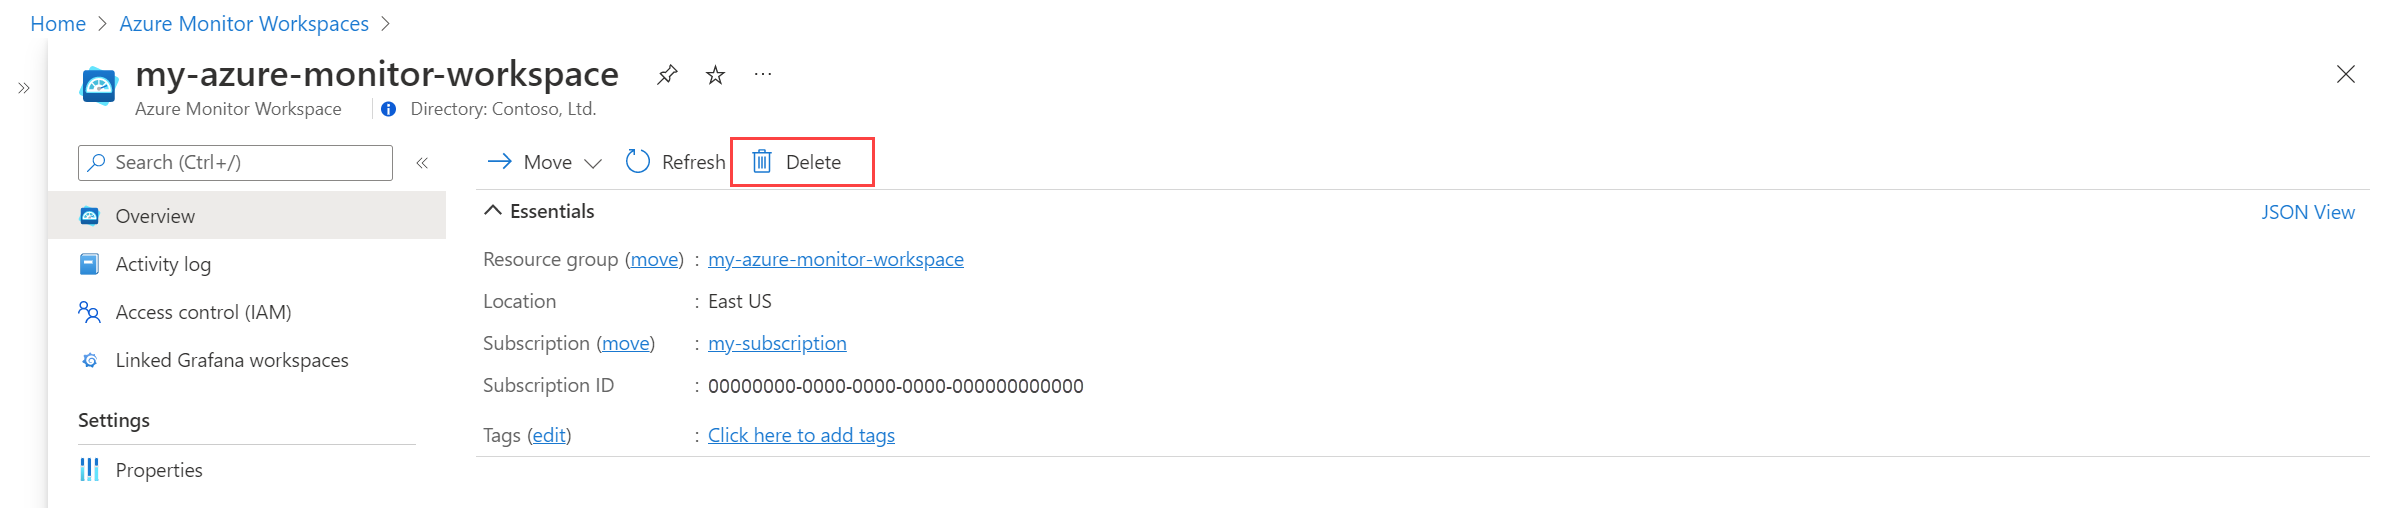 Home > Azure Monitor Workspaces >
my-azure-monitor-workspace
Azure Monitor Workspace | Directory: Contoso, Ltd.
Search (Ctrl+/)
Overview
Activity log
Access control (IAM)
Linked Grafana workspaces
Settings
Properties
Move Refresh Delete
Essentials JSON View
Resource group (move) : my-azure-monitor-workspace
Location : East US
Subscription (move) : my-subscription
Subscription ID : 00000000-0000-0000-0000-000000000000
Tags (edit) : Click here to add tags